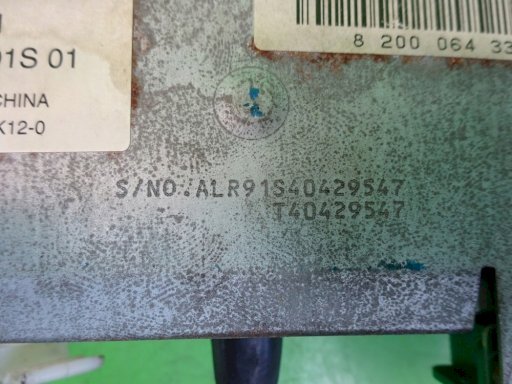 01S 01
CHINA
K12-0
8 200 064 33
S/NO.ALR91S40429547
T40429547